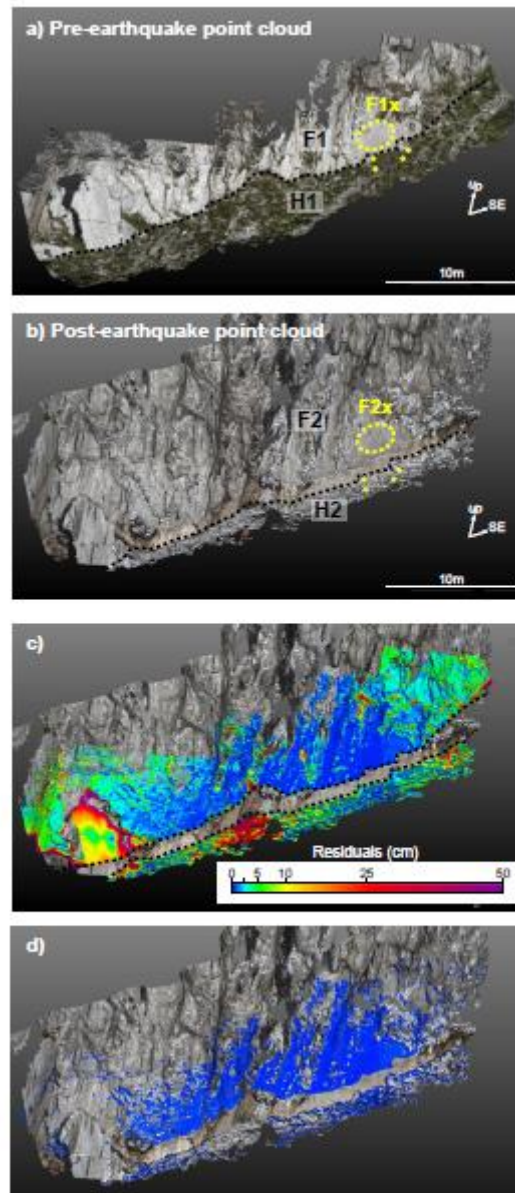 a) Pre-earthquake point cloud
F1x
F1
H1
up
SE
10m
b) Post-earthquake point cloud
F2x
F2
H2
up
SE
10m
c)
Residuals (cm)
0 5 10 25 50
d)